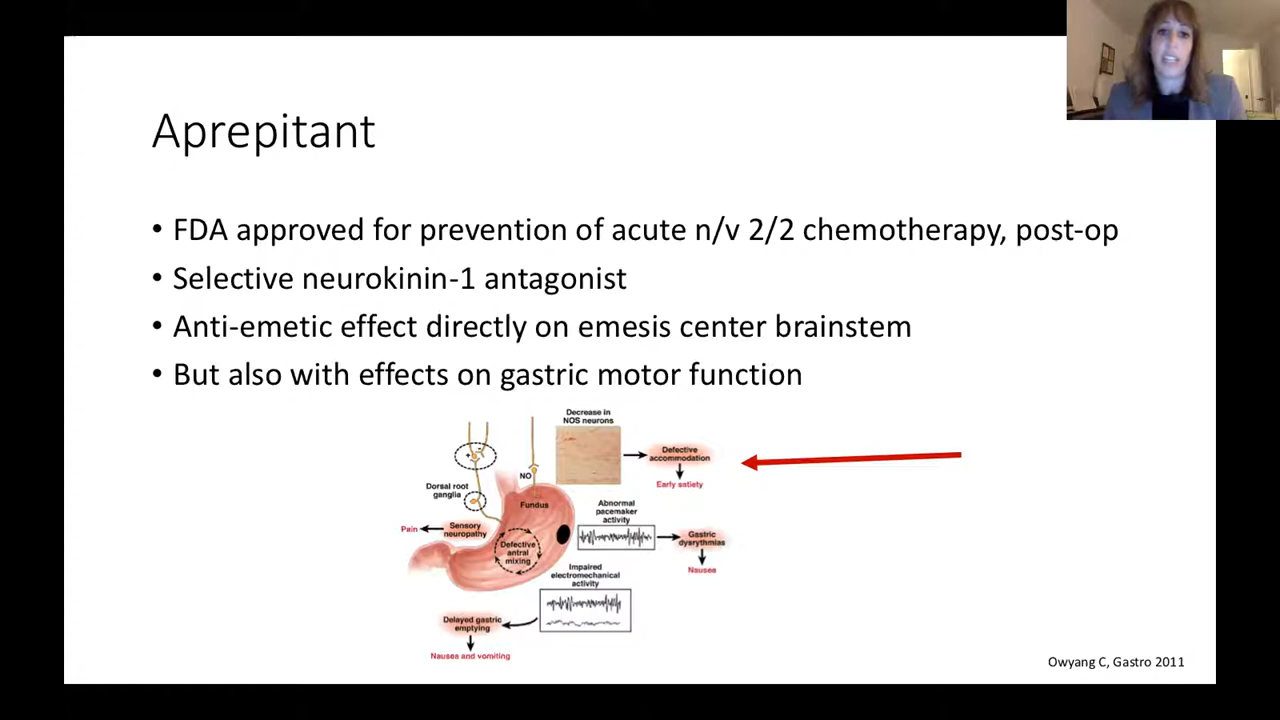 Aprepitant
• FDA approved for prevention of acute n/v 2/2 chemotherapy, post-op
• Selective neurokinin-1 antagonist
• Anti-emetic effect directly on emesis center brainstem
• But also with effects on gastric motor function
Decrease in
NOS neurons
Defective
accommodation
Early satiety
NO
Dorsal root
ganglia
Fundus
Abnormal
pacemaker
activity
Pain
Sensory
neuropathy
Defective
antral
mixing
Gastric
dysrythmias
Nausea
Impaired
electromechanical
activity
Delayed gastric
emptying
Nausea and vomiting
Owyang C, Gastro 2011